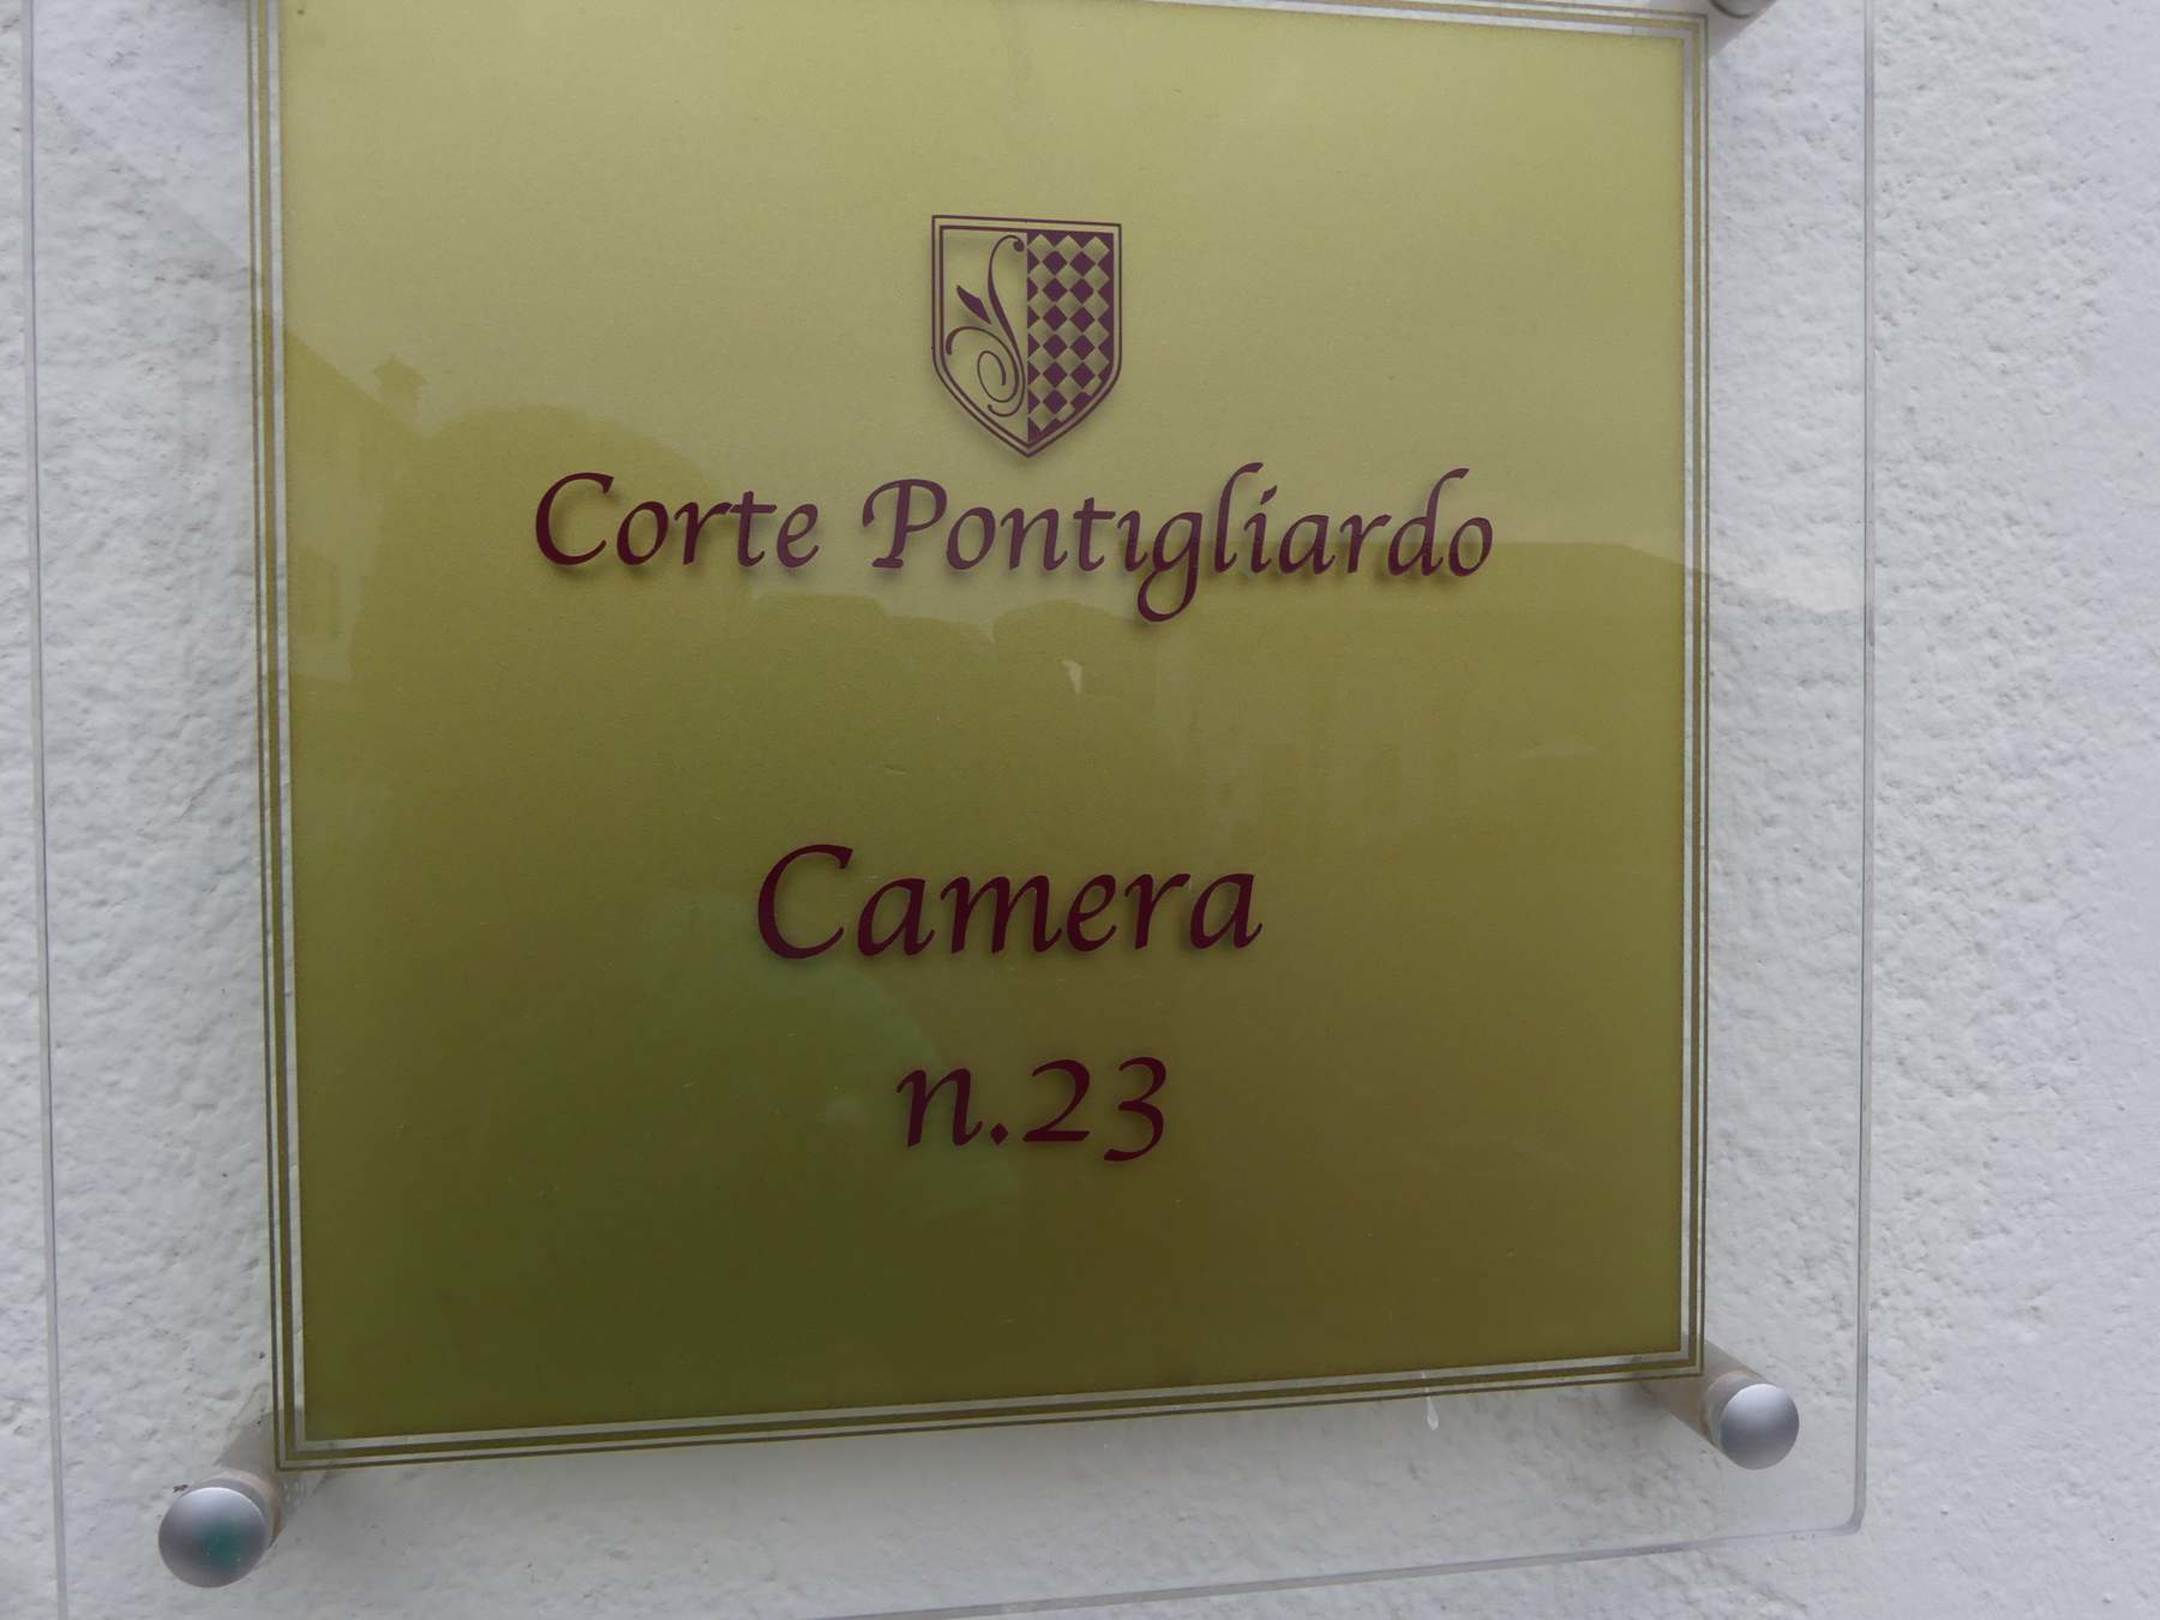 Corte Pontigliardo
Camera
n.23